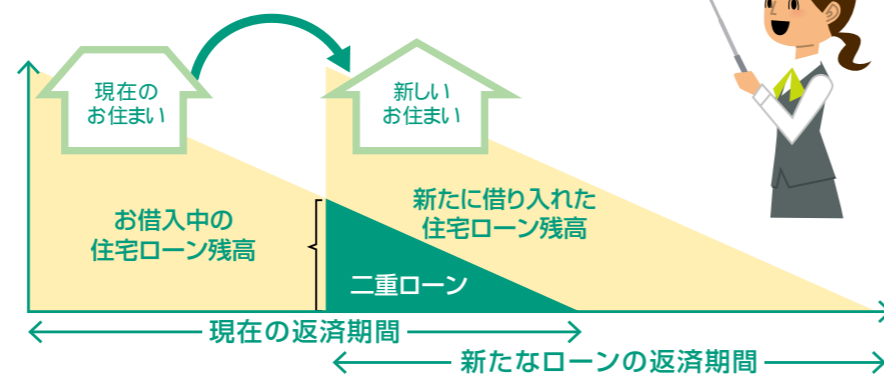 現在の
お住まい
新しい
お住まい
お借入中の
住宅ローン残高
新たに借り入れた
住宅ローン残高
二重ローン
現在の返済期間
新たなローンの返済期間